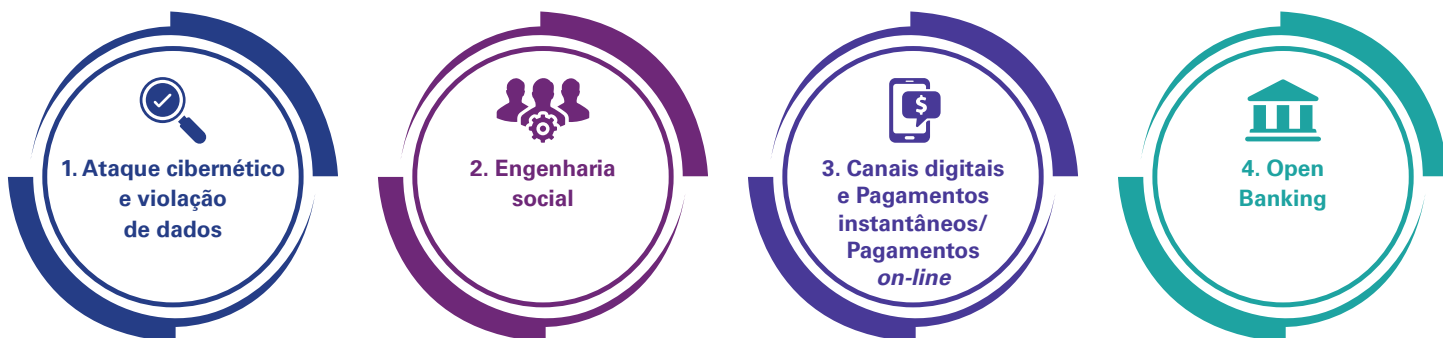 1. Ataque cibernético
e violação
de dados
2. Engenharia
social
$
3. Canais digitais
e Pagamentos
instantâneos/
Pagamentos
on-line
4. Open
Banking